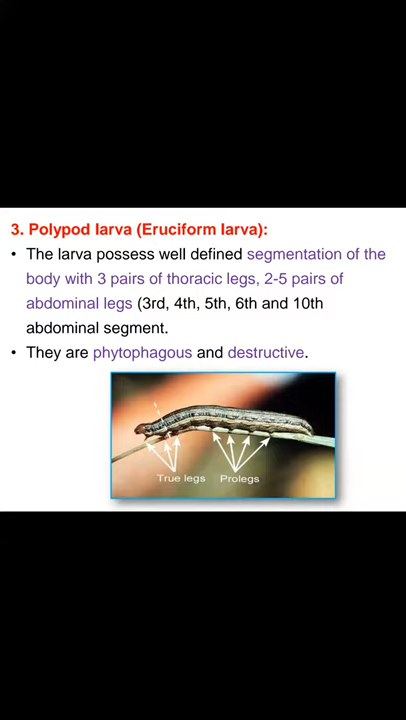 3. Polypod larva (Eruciform larva):
• The larva possess well defined segmentation of the
body with 3 pairs of thoracic legs, 2-5 pairs of
abdominal legs (3rd, 4th, 5th, 6th and 10th
abdominal segment.
• They are phytophagous and destructive.
True legs Prolegs